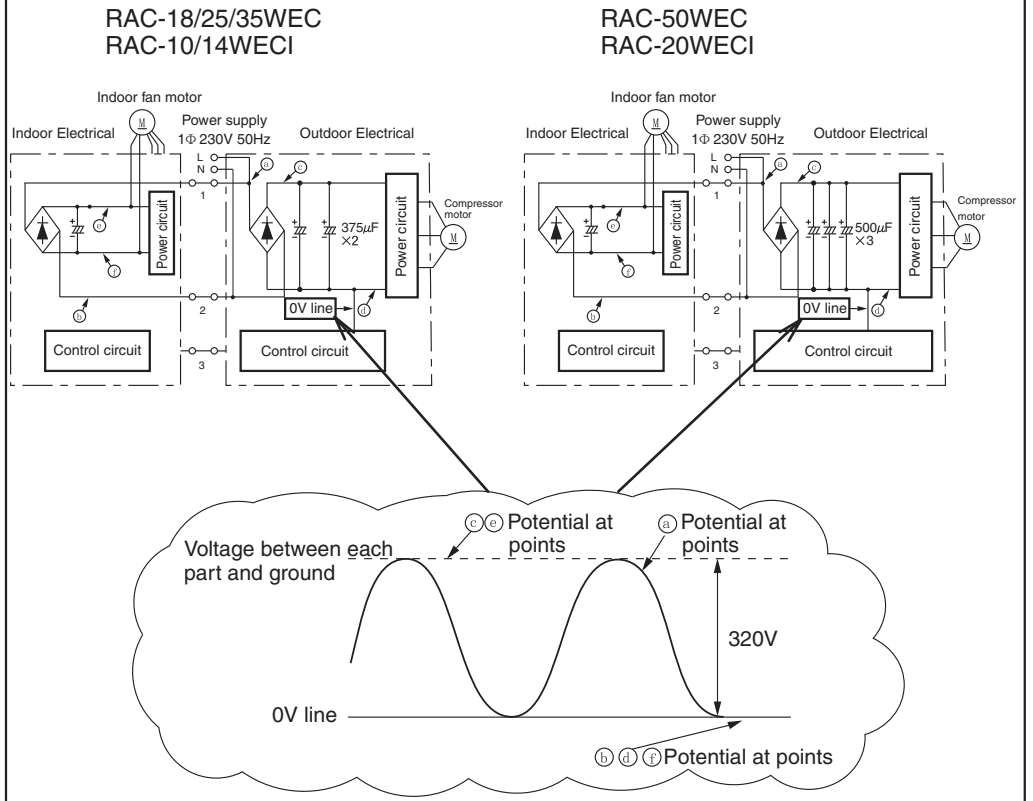 RAC-18/25/35WEC
RAC-10/14WECI
Indoor fan motor
M
Power supply
1Φ 230V 50Hz
Indoor Electrical
Outdoor Electrical
L
N
ⓐ
ⓒ
1
+
−
ⓔ
Power circuit
ⓕ
+
−
+
−
375µF
×2
Power circuit
Compressor
motor
M
ⓑ
2
0V line
ⓓ
Control circuit
Control circuit
3
RAC-50WEC
RAC-20WECI
Indoor fan motor
M
Power supply
1Φ 230V 50Hz
Indoor Electrical
Outdoor Electrical
L
N
ⓐ
ⓒ
1
+
−
ⓔ
Power circuit
ⓕ
+
−
+
−
+
−
500µF
×3
Power circuit
Compressor
motor
M
ⓑ
2
0V line
ⓓ
Control circuit
Control circuit
3
Voltage between each
part and ground
ⓒⓔ Potential at
points
ⓐ Potential at
points
320V
0V line
ⓑ ⓓ ⓕ Potential at points